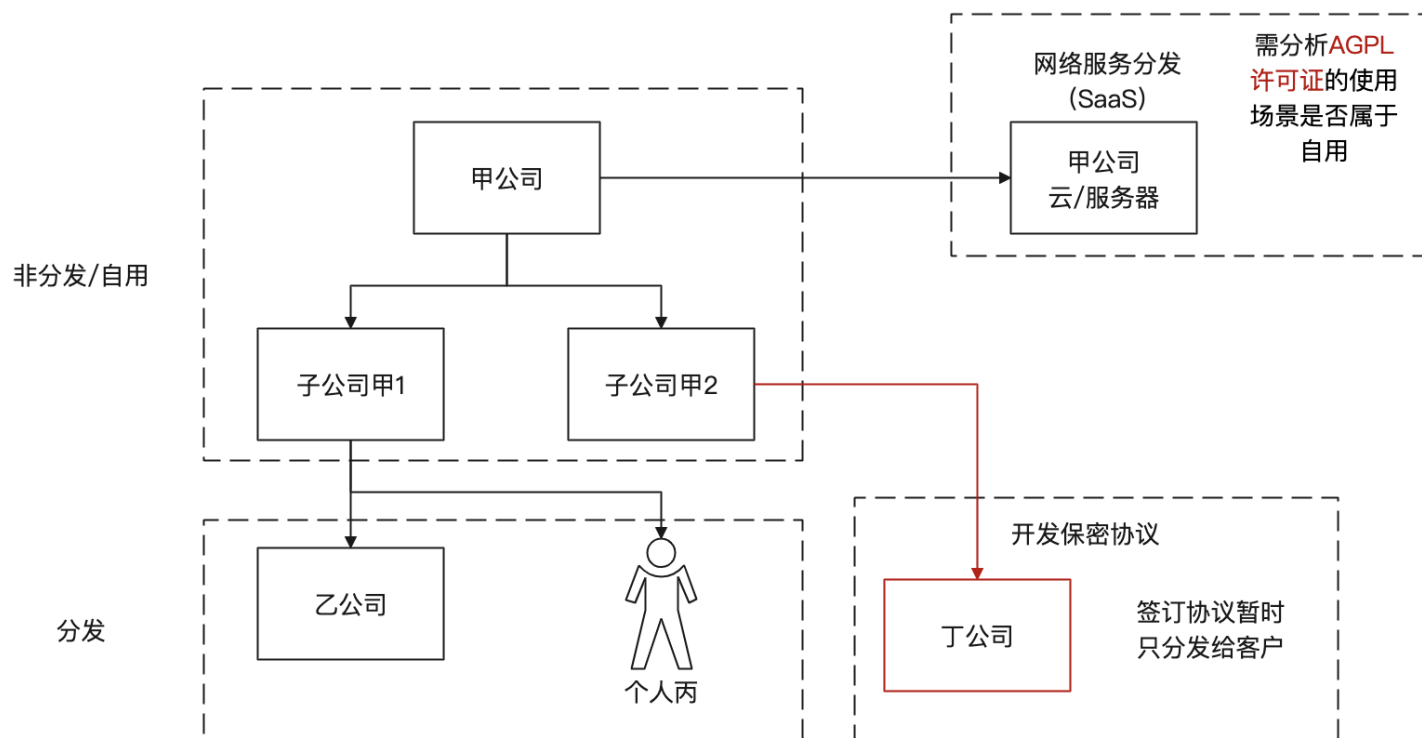 网络服务分发
（SaaS）
需分析AGPL
许可证的使用
场景是否属于
自用
甲公司
甲公司
云/服务器
非分发/自用
子公司甲1
子公司甲2
开发保密协议
分发
乙公司
个人丙
丁公司
签订协议暂时
只分发给客户